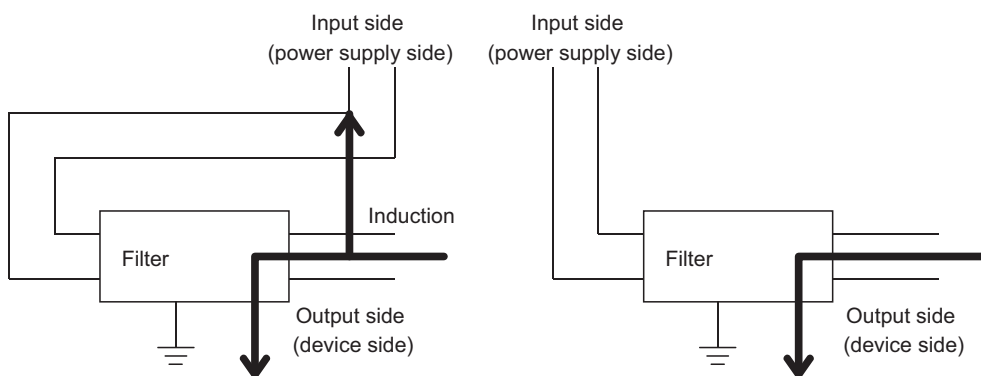 Input side
(power supply side)
Induction
Filter
Output side
(device side)
Input side
(power supply side)
Filter
Output side
(device side)